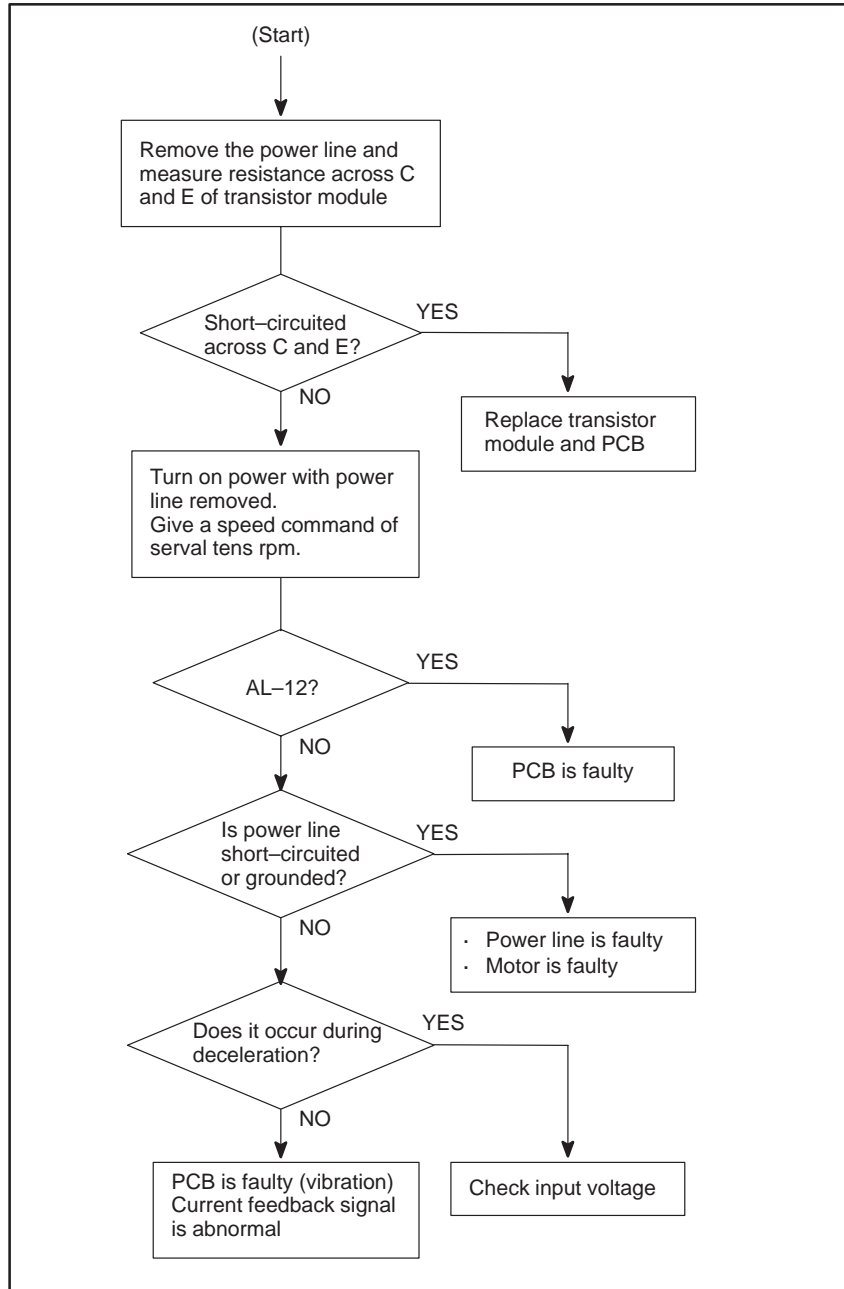 (Start)
Remove the power line and
measure resistance across C
and E of transistor module
Short–circuited
across C and E?
YES
NO
Replace transistor
module and PCB
Turn on power with power
line removed.
Give a speed command of
serval tens rpm.
AL–12?
YES
NO
PCB is faulty
Is power line
short–circuited
or grounded?
YES
NO
· Power line is faulty
· Motor is faulty
Does it occur during
deceleration?
YES
NO
PCB is faulty (vibration)
Current feedback signal
is abnormal
Check input voltage